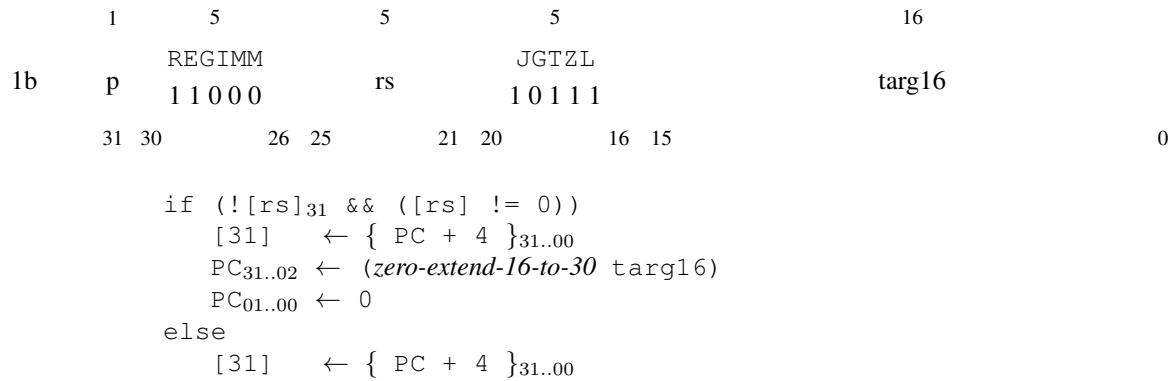 1 5 5 5 16
REGIMM JGTZL
1b p rs targ16
1 1 0 0 0 1 0 1 1 1
31 30 26 25 21 20 16 15 0
if (![rs]31 && ([rs] != 0))
[31] ← { PC + 4 }31..00
PC31..02 ← (zero-extend-16-to-30 targ16)
PC01..00 ← 0
else
[31] ← { PC + 4 }31..00